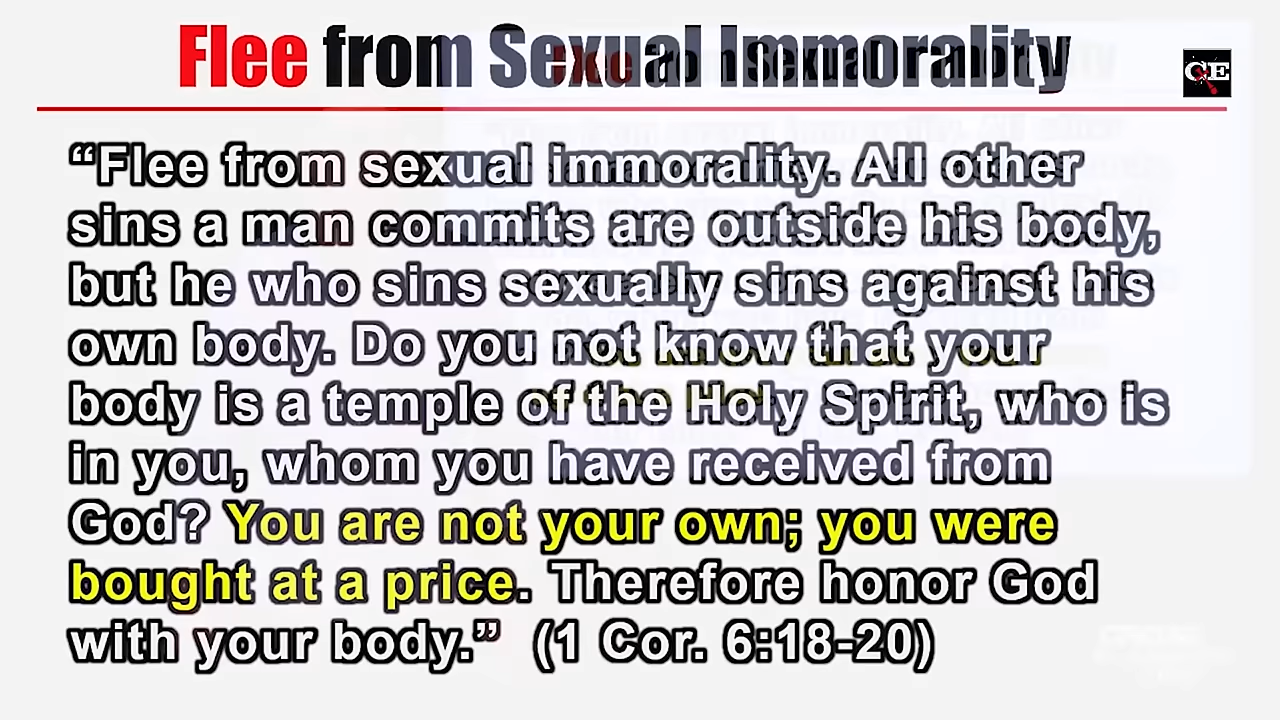 Flee from Sexual Immorality
CE
“Flee from sexual immorality. All other
sins a man commits are outside his body,
but he who sins sexually sins against his
own body. Do you not know that your
body is a temple of the Holy Spirit, who is
in you, whom you have received from
God? You are not your own; you were
bought at a price. Therefore honor God
with your body.” (1 Cor. 6:18-20)